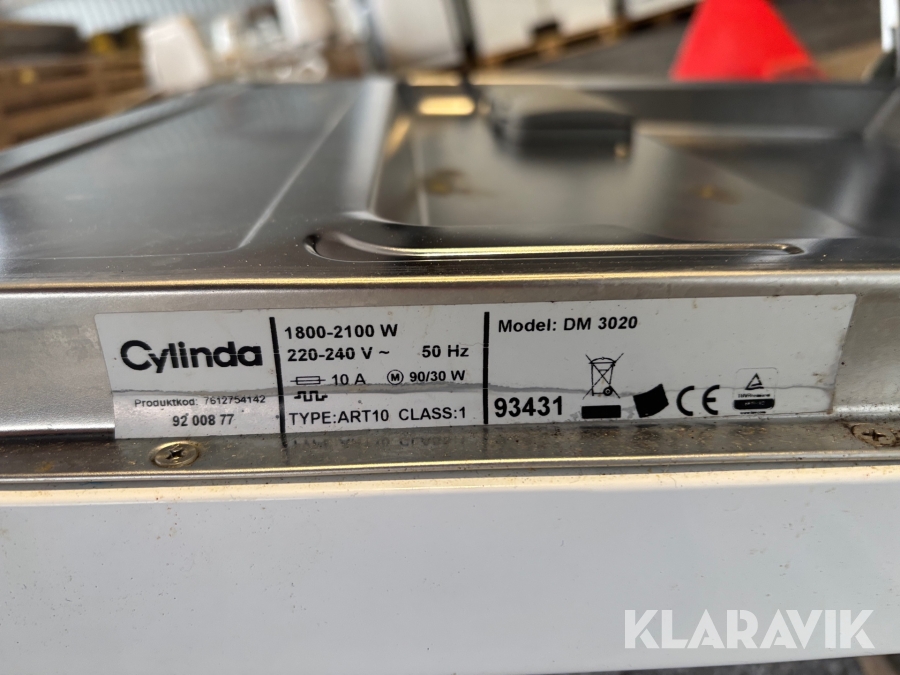 Cylinda
Produktkod: 7612754142
92 008 77
1800-2100 W
220-240 V ~ 50 Hz
10 A M 90/30 W
TYPE:ART10 CLASS:1
Model: DM 3020
93431
CE
KLARAVIK